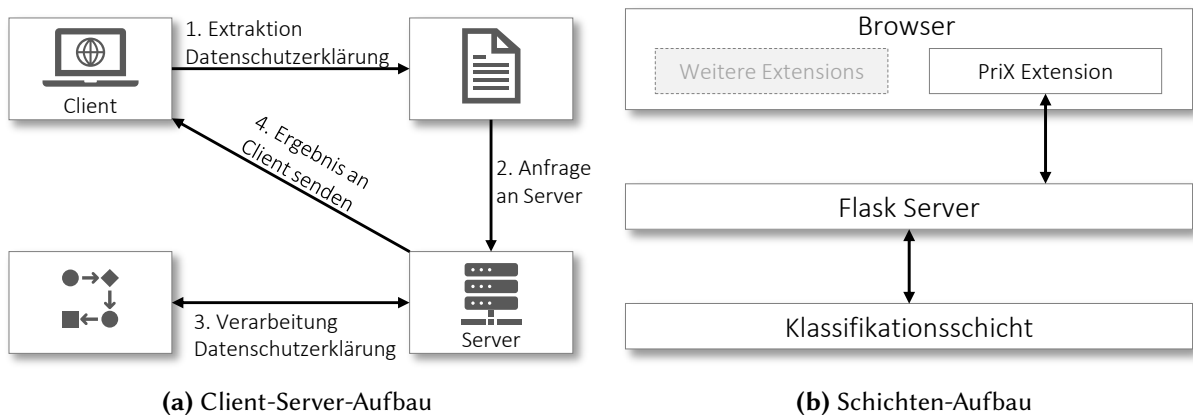 1. Extraktion
Datenschutzerklärung
Client
4. Ergebnis an
Client senden
2. Anfrage
an Server
3. Verarbeitung
Datenschutzerklärung
Server
(a) Client-Server-Aufbau
Browser
Weitere Extensions
PriX Extension
Flask Server
Klassifikationsschicht
(b) Schichten-Aufbau